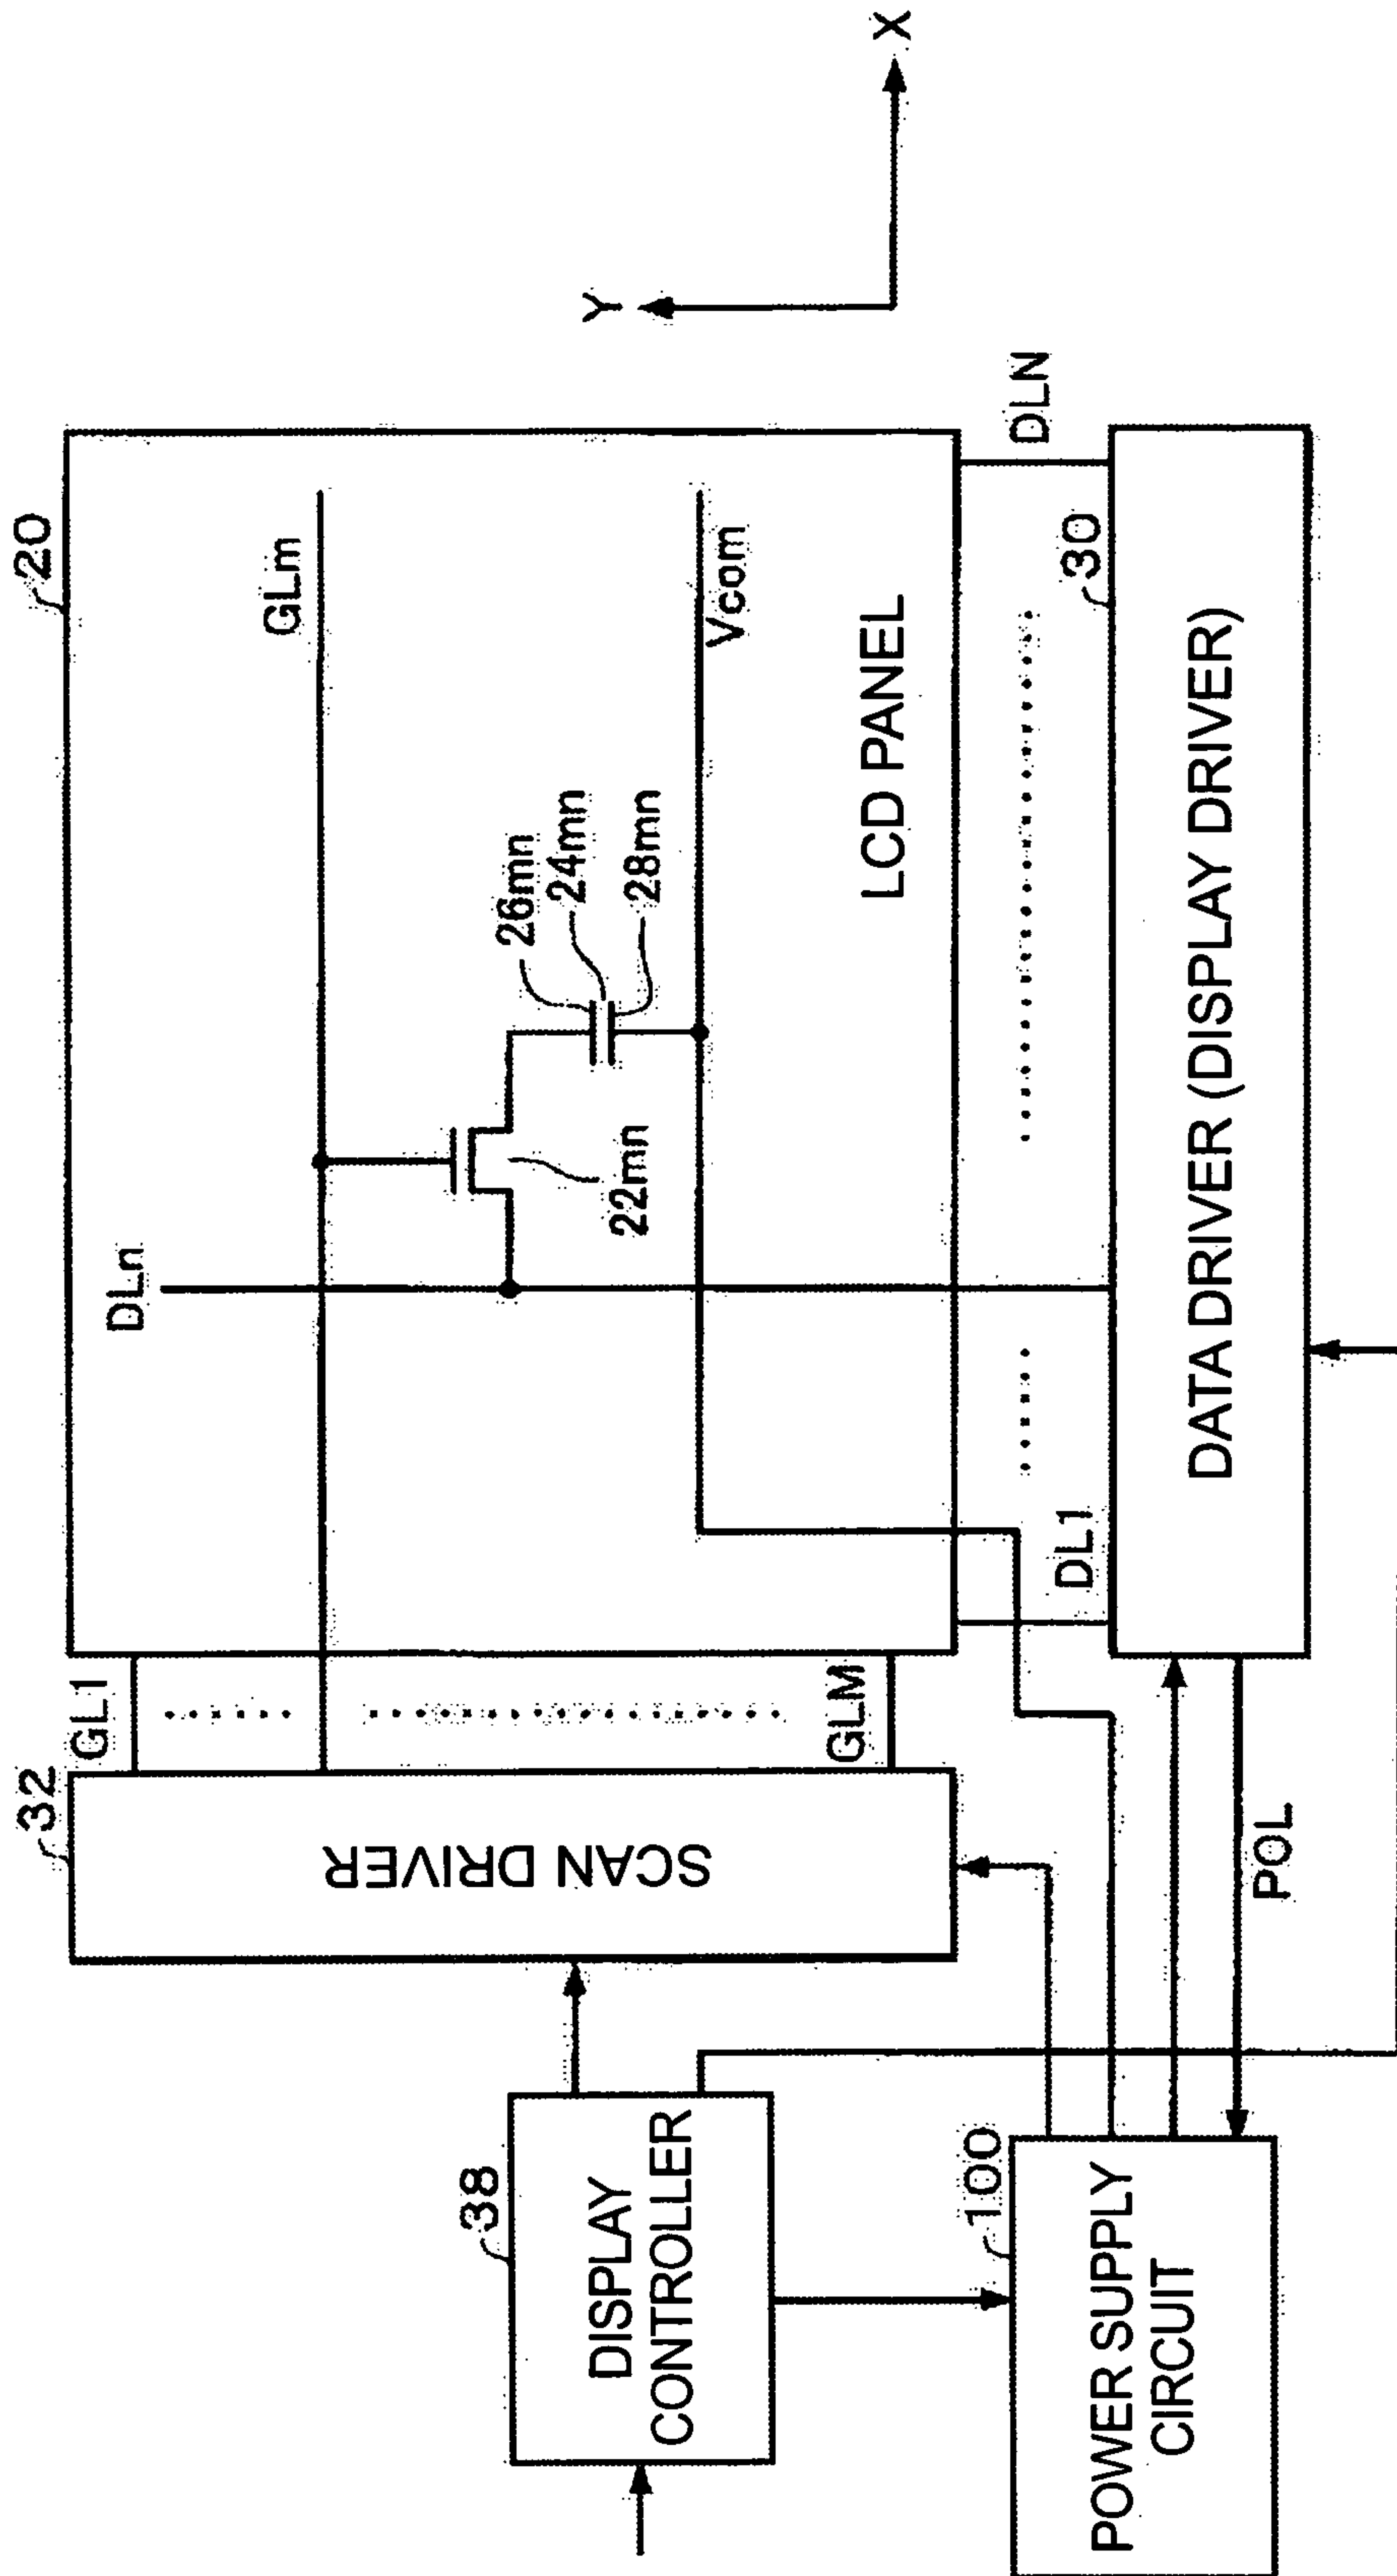 20
DLn
GLm
26mn
24mn
28mn
22mn
Vcom
LCD PANEL
32
GL1
GLM
SCAN DRIVER
DL1
DLN
30
DATA DRIVER (DISPLAY DRIVER)
POL
38
DISPLAY
CONTROLLER
100
POWER SUPPLY
CIRCUIT
Y
X